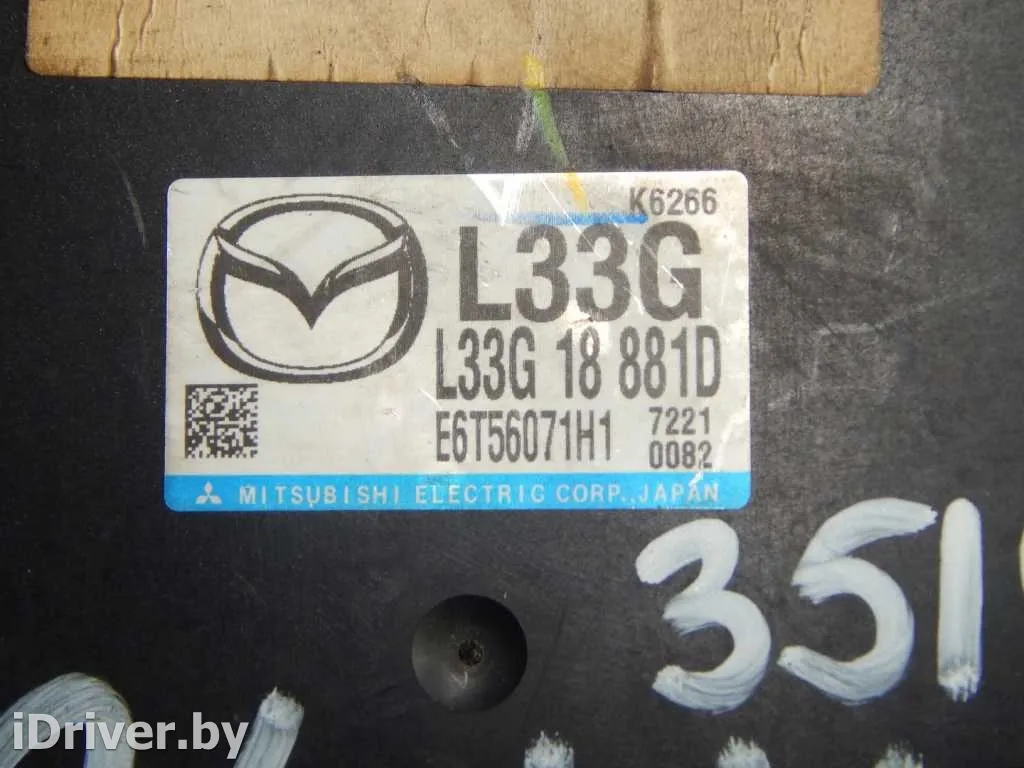 K6266
L33G
L33G 18 881D
E6T56071H1 7221
0082
MITSUBISHI ELECTRIC CORP., JAPAN
351
iDriver.by